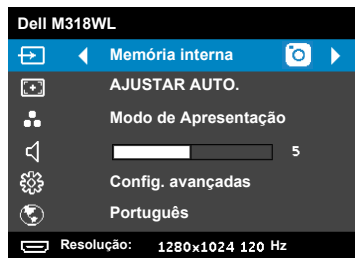 Dell M318WL
Memória interna
AJUSTAR AUTO.
Modo de Apresentação
5
Config. avançadas
Português
Resolução: 1280x1024 120 Hz